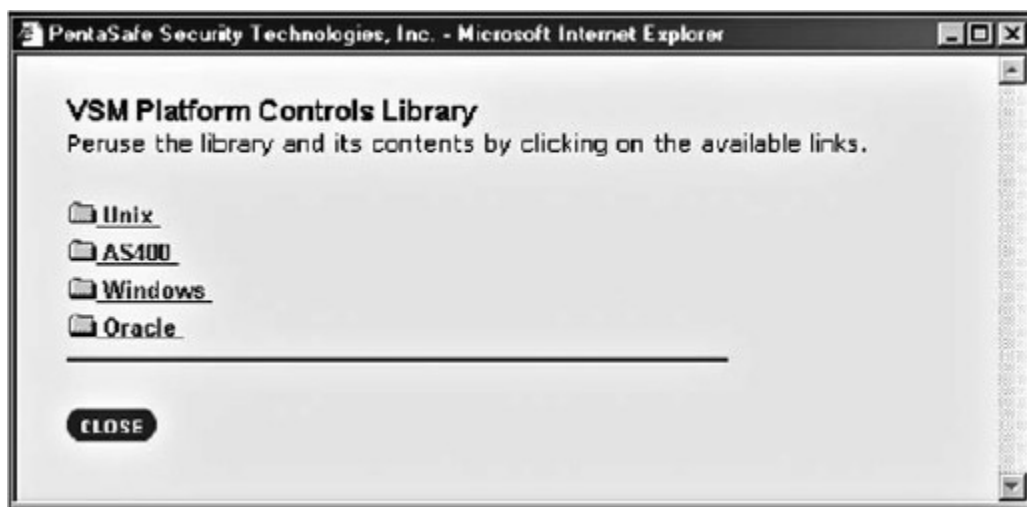 PentaSafe Security Technologies, Inc. - Microsoft Internet Explorer
VSM Platform Controls Library
Peruse the library and its contents by clicking on the available links.
Unix
AS400
Windows
Oracle
CLOSE